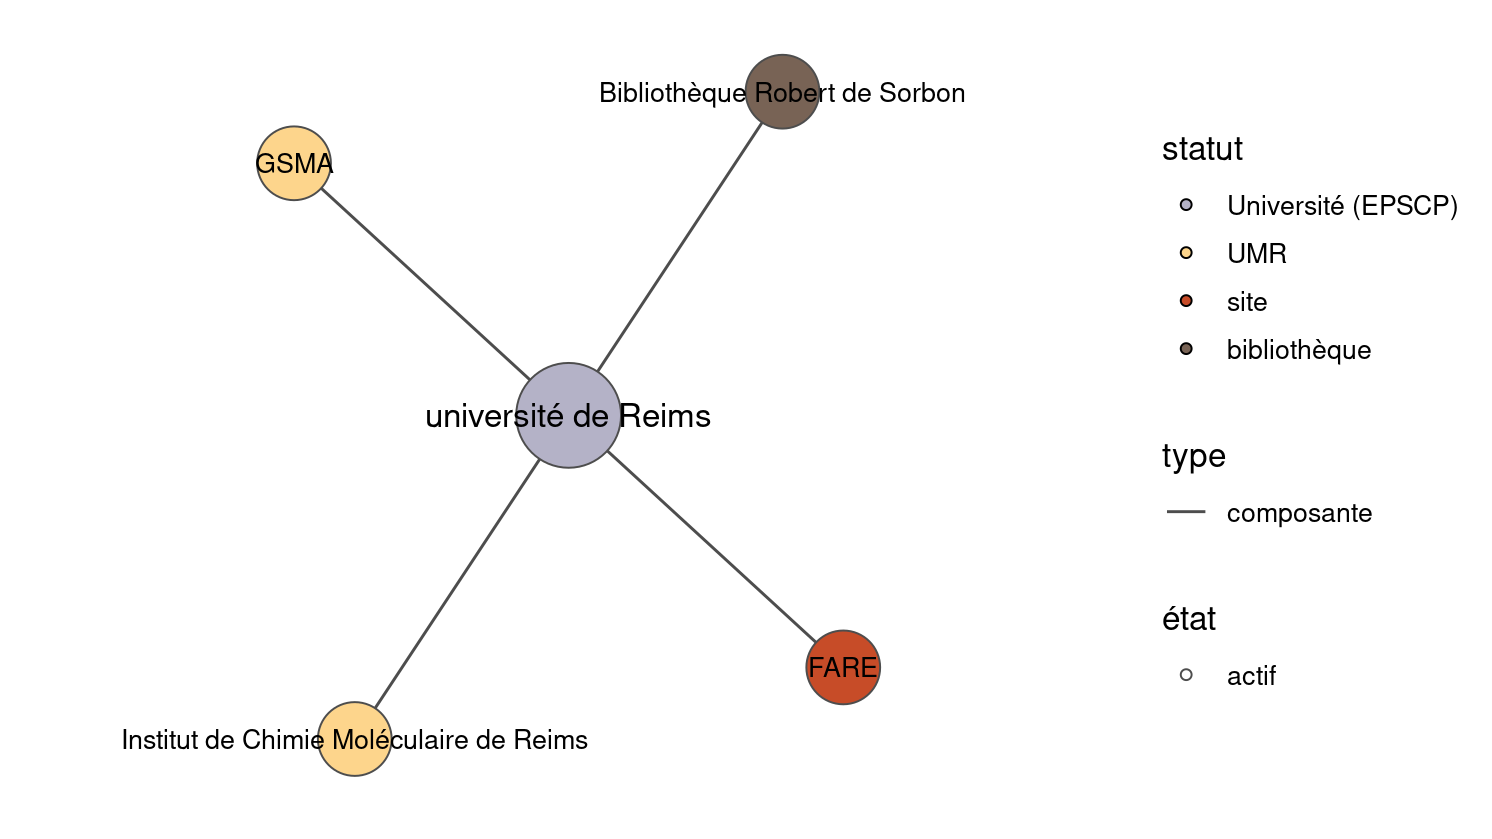 Bibliothèque Robert de Sorbon
GSMA
université de Reims
FARE
Institut de Chimie Moléculaire de Reims
statut
Université (EPSCP)
UMR
site
bibliothèque
type
composante
état
actif